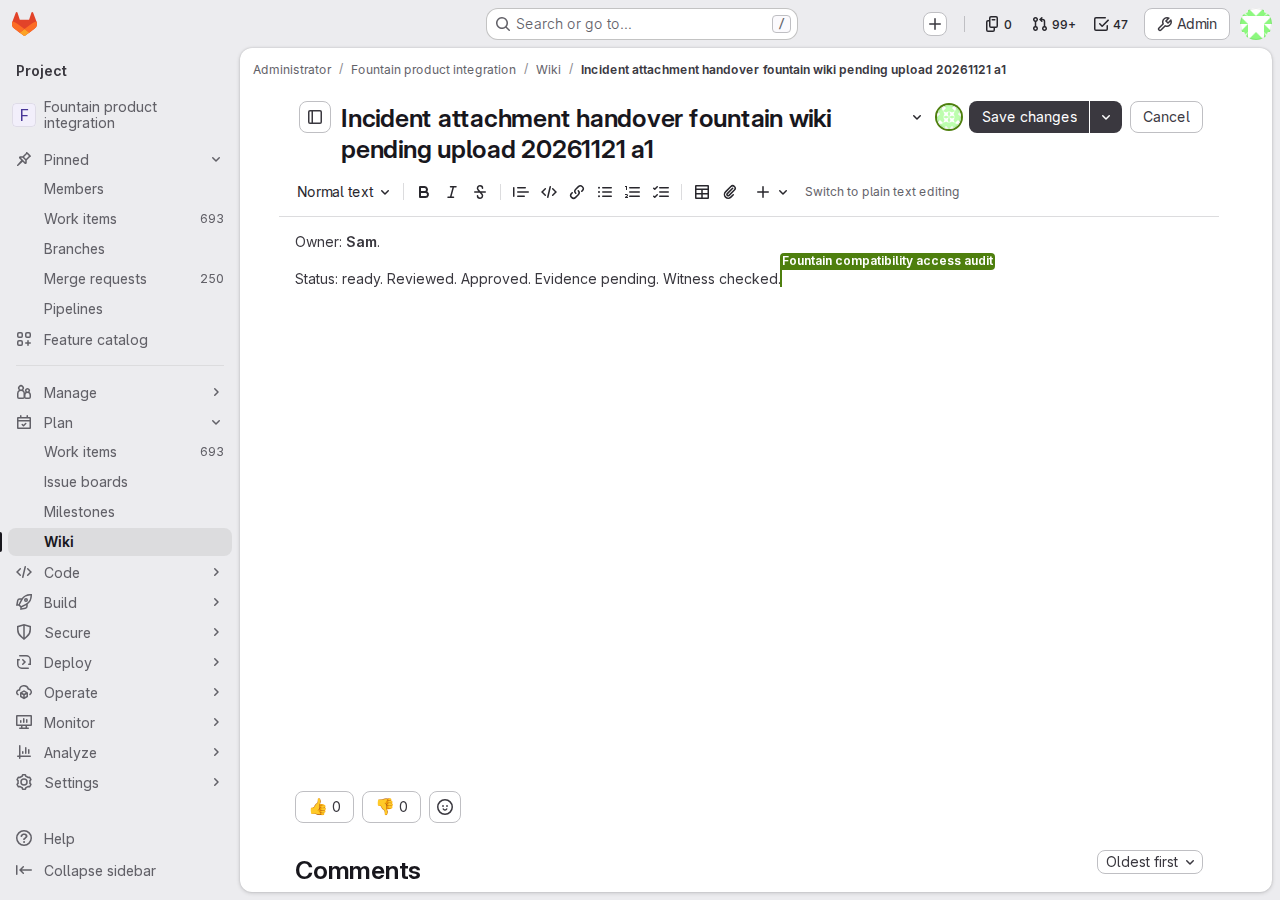 Search or go to...
/
0
99+
47
Admin
Project
F
Fountain product integration
Pinned
Members
Work items
693
Branches
Merge requests
250
Pipelines
Feature catalog
Manage
Plan
Work items
693
Issue boards
Milestones
Wiki
Code
Build
Secure
Deploy
Operate
Monitor
Analyze
Settings
Help
Collapse sidebar
Administrator / Fountain product integration / Wiki / Incident attachment handover fountain wiki pending upload 20261121 a1
Incident attachment handover fountain wiki
pending upload 20261121 a1
Save changes
Cancel
Normal text
Switch to plain text editing
Owner: Sam.
Fountain compatibility access audit
Status: ready. Reviewed. Approved. Evidence pending. Witness checked.
👍 0
👎 0
Comments
Oldest first